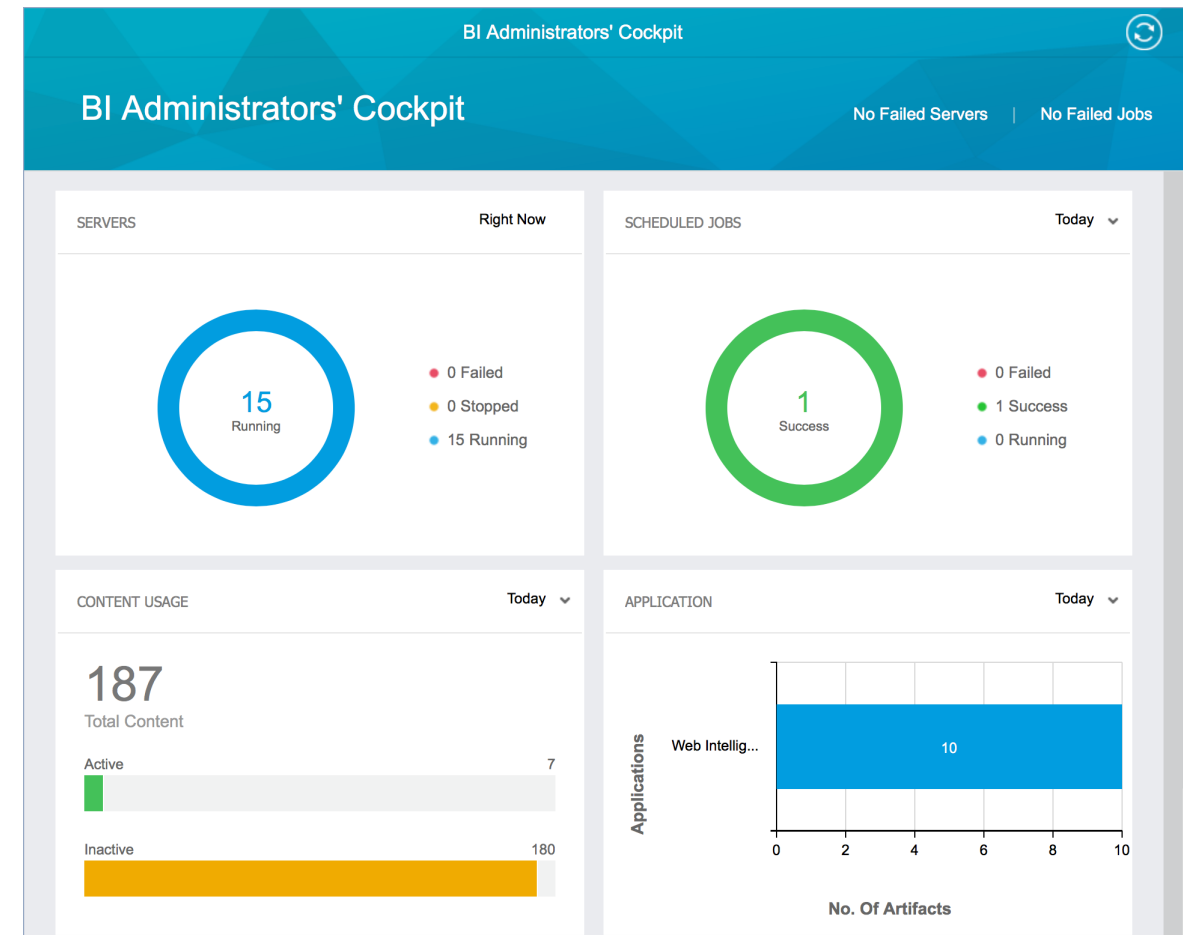 BI Administrators' Cockpit
BI Administrators' Cockpit
No Failed Servers | No Failed Jobs
SERVERS
Right Now
15
Running
0 Failed
0 Stopped
15 Running
SCHEDULED JOBS
Today
1
Success
0 Failed
1 Success
0 Running
CONTENT USAGE
Today
187
Total Content
Active 7
Inactive 180
APPLICATION
Today
Applications
Web Intellig...
10
0 2 4 6 8 10
No. Of Artifacts